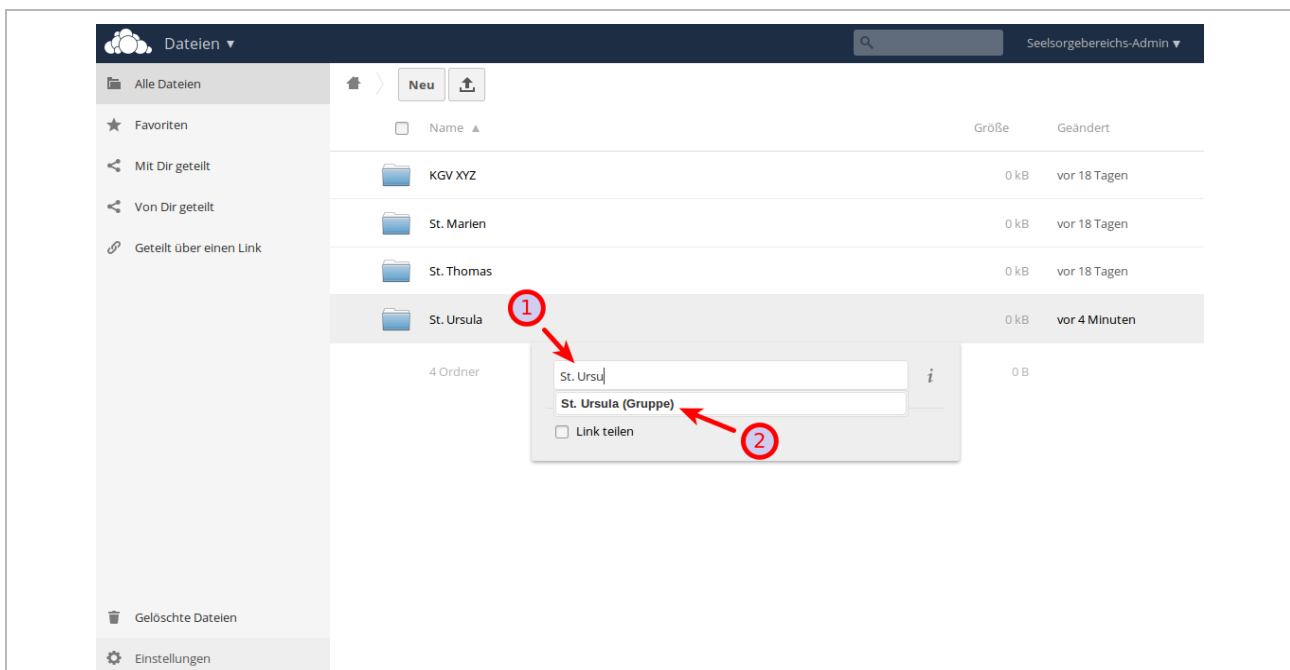 Dateien ▾
Seelsorgebereichs-Admin ▾
Alle Dateien
Favoriten
Mit Dir geteilt
Von Dir geteilt
Geteilt über einen Link
Gelöschte Dateien
Einstellungen
Neu
Name ▲ Größe Geändert
KGV XYZ 0 kB vor 18 Tagen
St. Marien 0 kB vor 18 Tagen
St. Thomas 0 kB vor 18 Tagen
St. Ursula 0 kB vor 4 Minuten
4 Ordner 0 B
1
St. Ursu
i
St. Ursula (Gruppe)
2
Link teilen